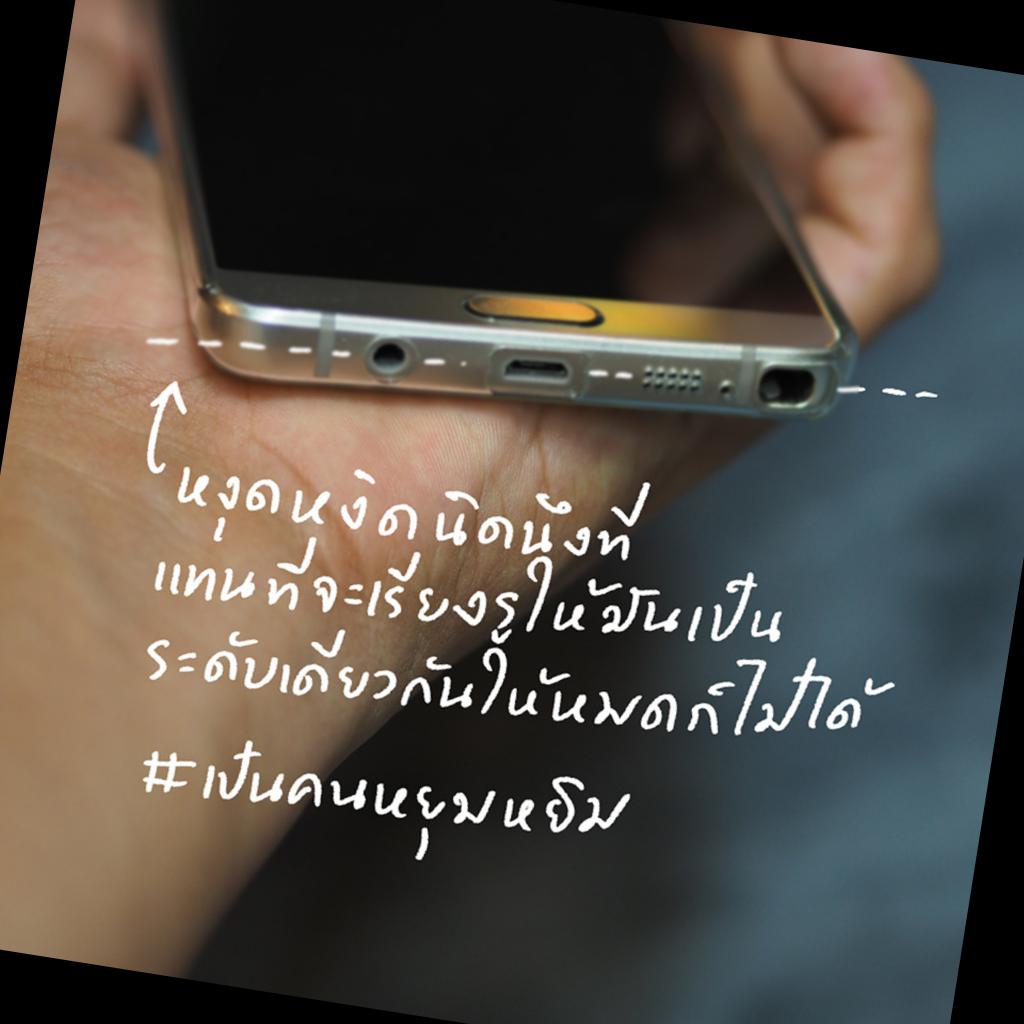 หงุดหงิดนิดนึงที่
แทนที่จะเรียงรูให้มันเป็น
ระดับเดียวกันให้หมดก็ไม่ได้
#เป็นคนหยุมหยิม